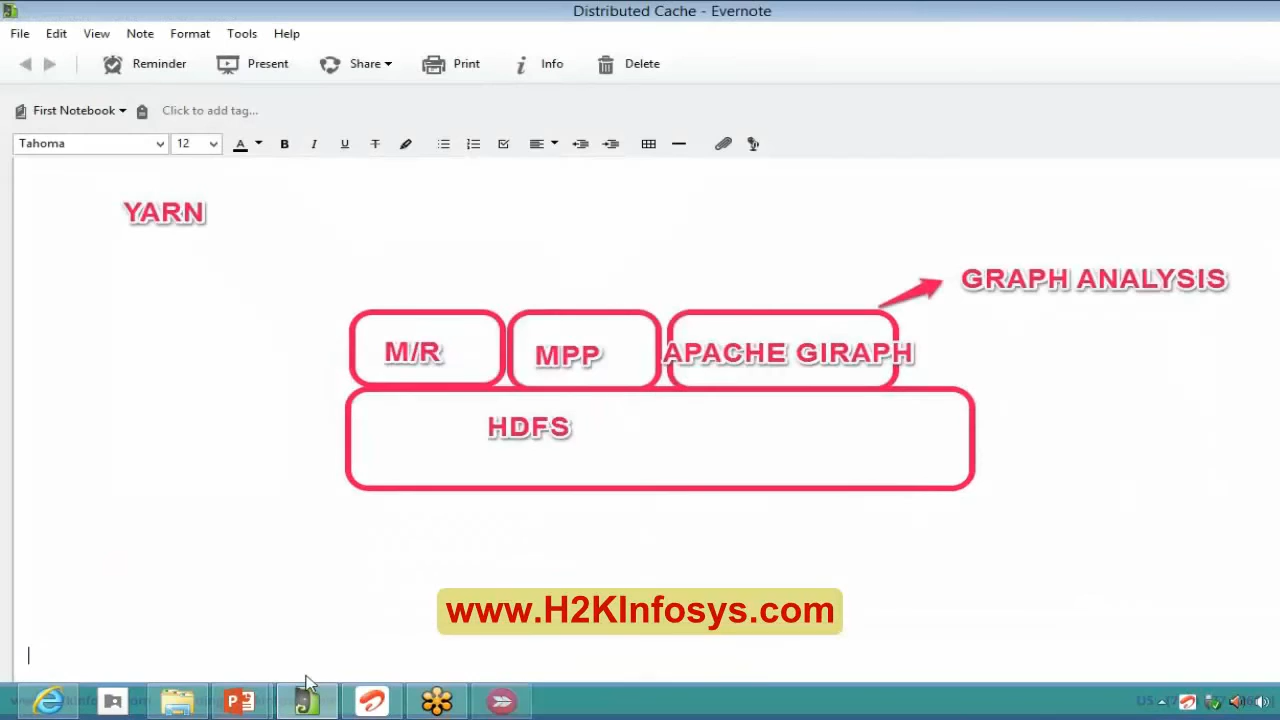 Distributed Cache - Evernote
File Edit View Note Format Tools Help
Reminder Present Share Print Info Delete
First Notebook Click to add tag...
Tahoma 12 A B I U T
YARN
GRAPH ANALYSIS
M/R MPP APACHE GIRAPH
HDFS
www.H2KInfosys.com